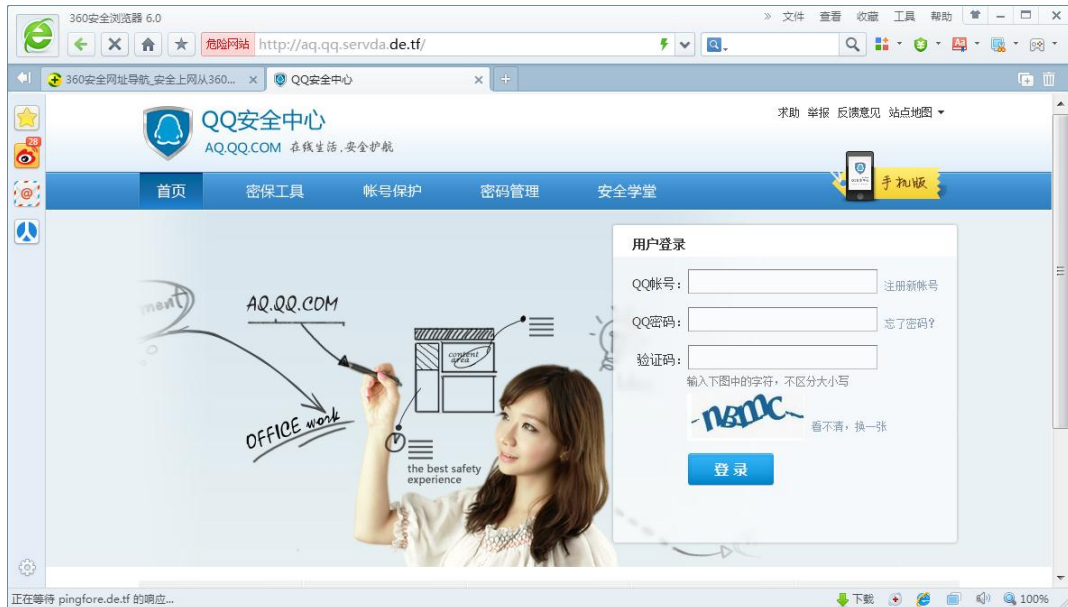 360安全浏览器 6.0
» 文件 查看 收藏 工具 帮助
危险网站 http://aq.qq.servda.de.tf/
360安全网址导航_安全上网从360... × QQ安全中心 ×
28
QQ安全中心
AQ.QQ.COM 在线生活,安全护航
求助 举报 反馈意见 站点地图
首页 密保工具 帐号保护 密码管理 安全学堂
手机版
用户登录
QQ帐号: 注册新帐号
QQ密码: 忘了密码?
验证码:
输入下图中的字符,不区分大小写
NBMC
看不清,换一张
登录
AQ.QQ.COM
content area
OFFICE work
the best safety
experience
正在等待 pingfore.de.tf 的响应...
下载 100%